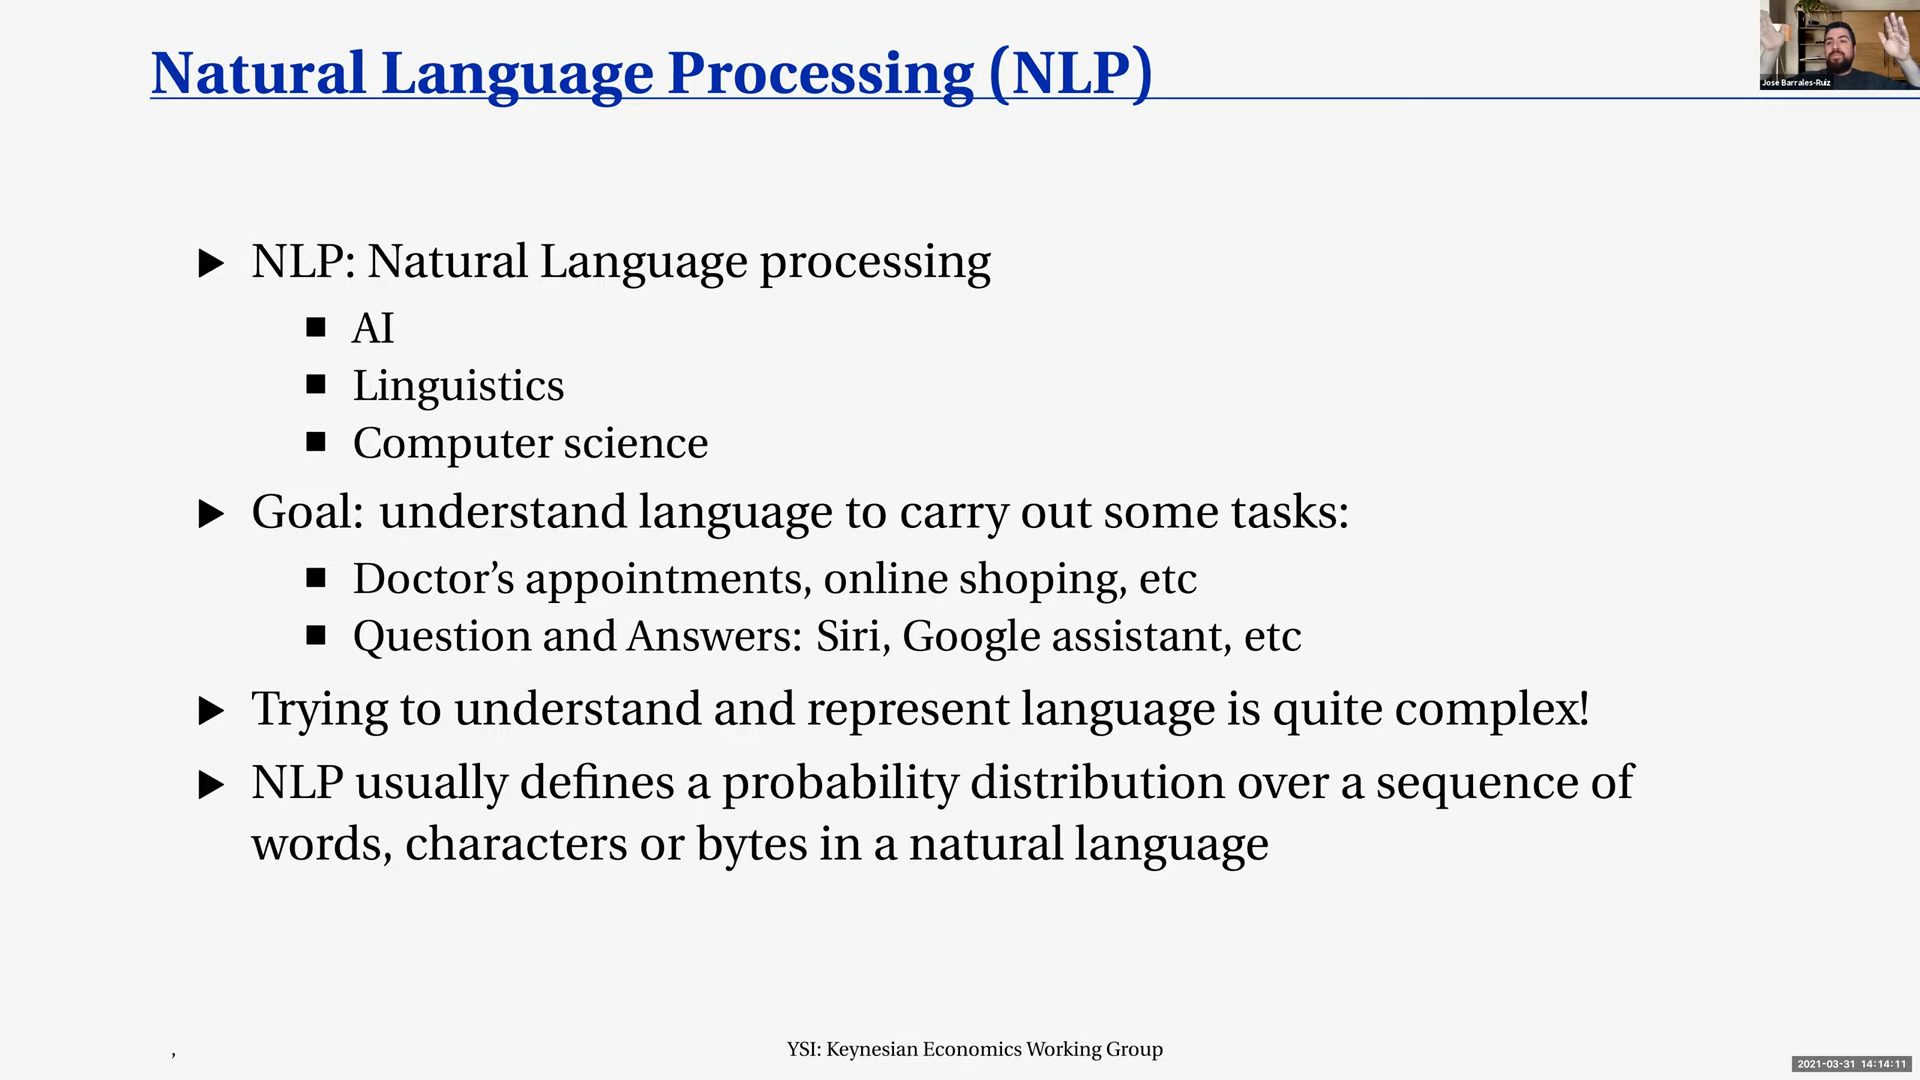 Natural Language Processing (NLP)
Jose Barrales-Ruiz
NLP: Natural Language processing
AI
Linguistics
Computer science
Goal: understand language to carry out some tasks:
Doctor’s appointments, online shoping, etc
Question and Answers: Siri, Google assistant, etc
Trying to understand and represent language is quite complex!
NLP usually defines a probability distribution over a sequence of
words, characters or bytes in a natural language
,
YSI: Keynesian Economics Working Group
2021-03-31 14:14:11